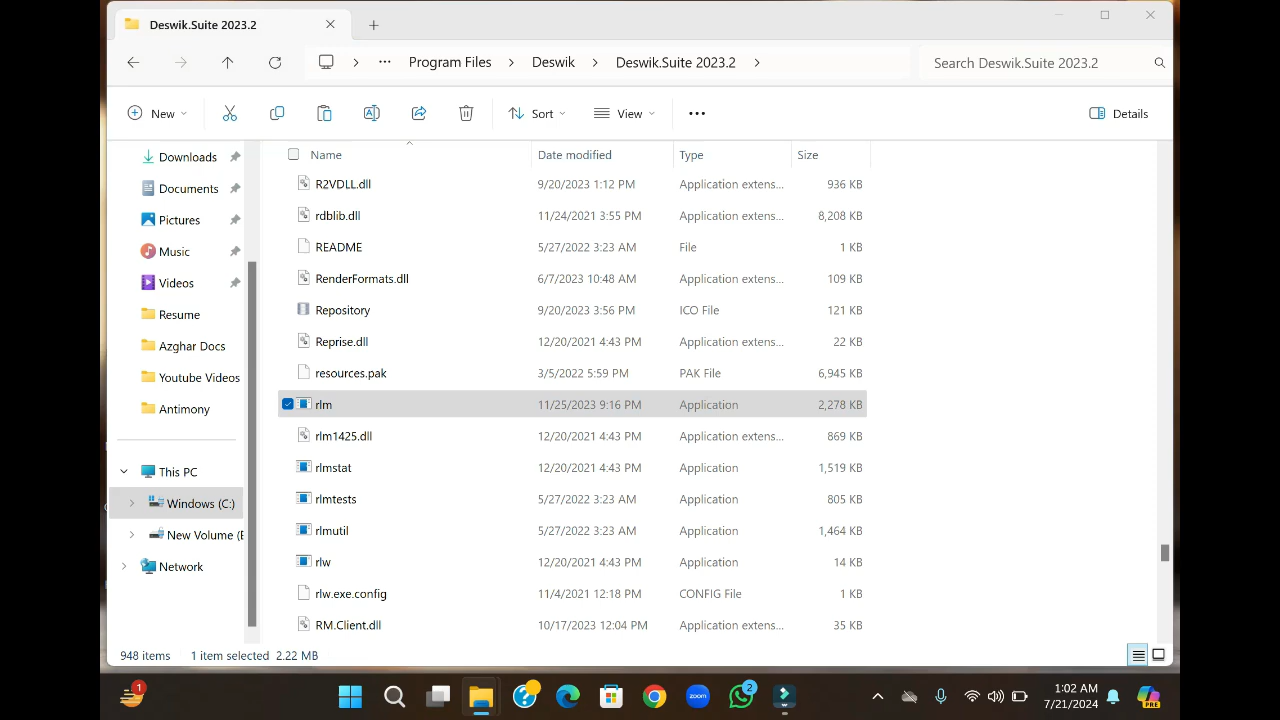 Deswik.Suite 2023.2
Program Files > Deswik > Deswik.Suite 2023.2 >
Search Deswik.Suite 2023.2
New Sort View Details
Downloads
Documents
Pictures
Music
Videos
Resume
Azghar Docs
Youtube Videos
Antimony
This PC
Windows (C:)
New Volume (E
Network
Name Date modified Type Size
R2VDLL.dll 9/20/2023 1:12 PM Application extens... 936 KB
rdblib.dll 11/24/2021 3:55 PM Application extens... 8,208 KB
README 5/27/2022 3:23 AM File 1 KB
RenderFormats.dll 6/7/2023 10:48 AM Application extens... 109 KB
Repository 9/20/2023 3:56 PM ICO File 121 KB
Reprise.dll 12/20/2021 4:43 PM Application extens... 22 KB
resources.pak 3/5/2022 5:59 PM PAK File 6,945 KB
rlm 11/25/2023 9:16 PM Application 2,278 KB
rlm1425.dll 12/20/2021 4:43 PM Application extens... 869 KB
rlmstat 12/20/2021 4:43 PM Application 1,519 KB
rlmtests 5/27/2022 3:23 AM Application 805 KB
rlmutil 5/27/2022 3:23 AM Application 1,464 KB
rlw 12/20/2021 4:43 PM Application 14 KB
rlw.exe.config 11/4/2021 12:18 PM CONFIG File 1 KB
RM.Client.dll 10/17/2023 12:04 PM Application extens... 35 KB
948 items 1 item selected 2.22 MB
1
zoom
2
1:02 AM
7/21/2024
PRE